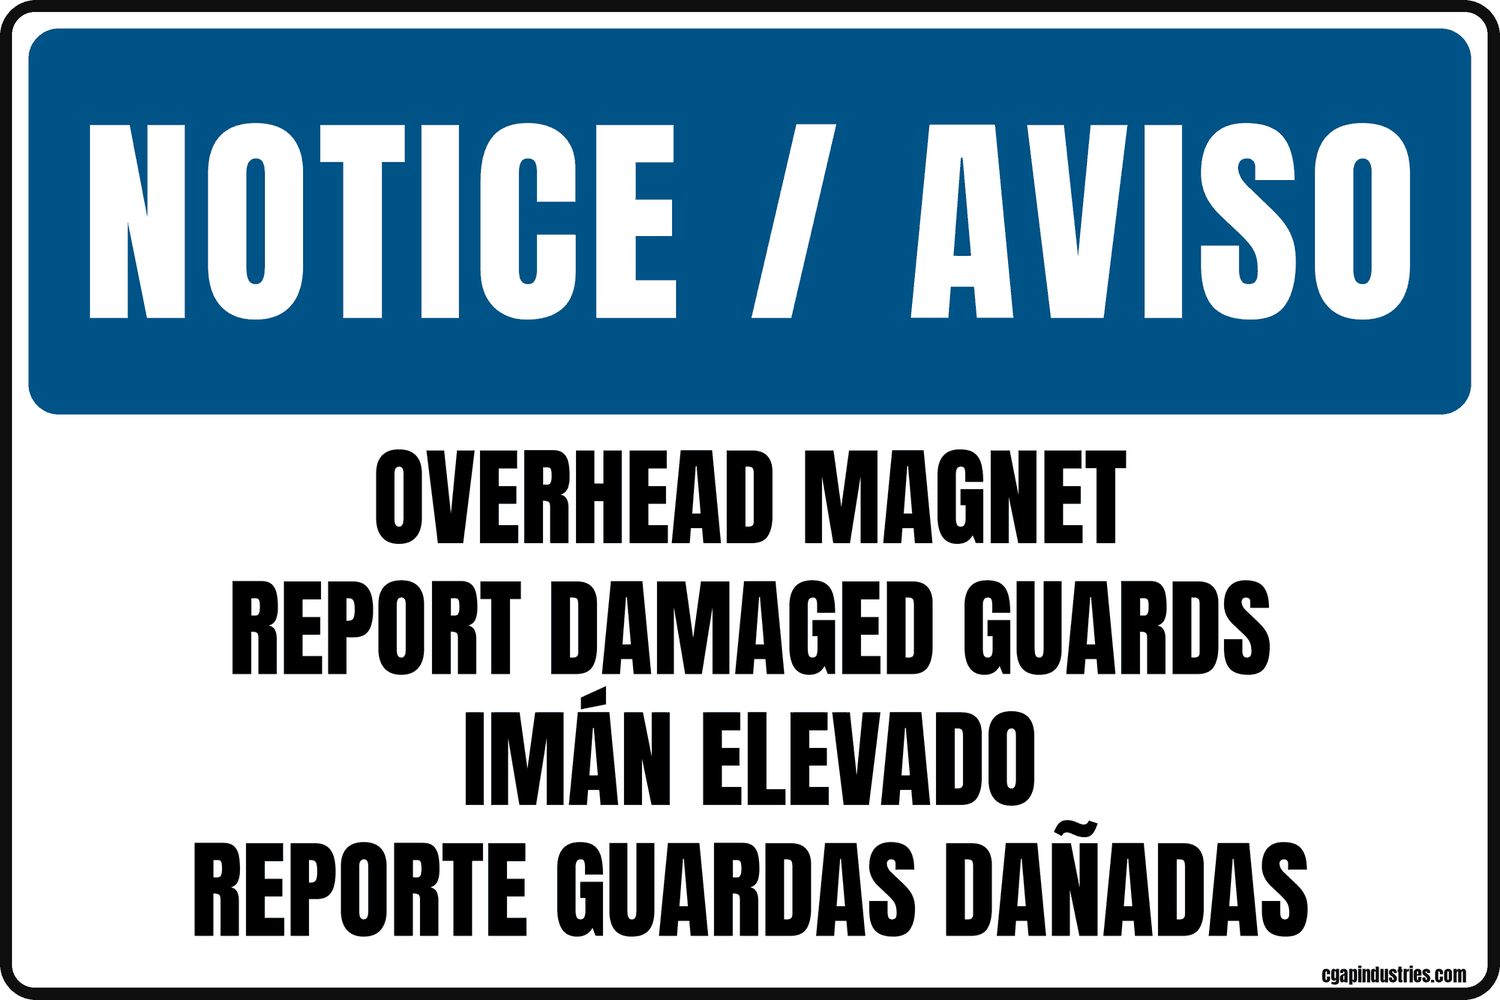 NOTICE / AVISO
OVERHEAD MAGNET
REPORT DAMAGED GUARDS
IMÁN ELEVADO
REPORTE GUARDAS DAÑADAS
cgapindustries.com